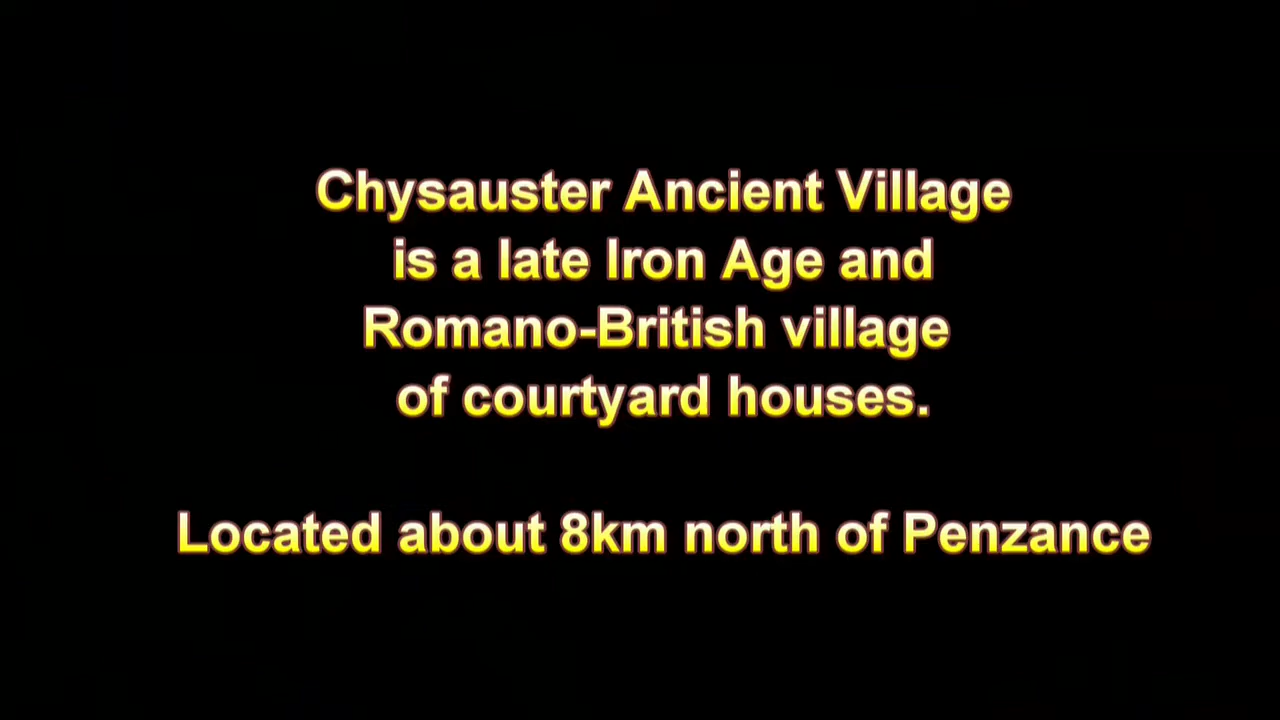 Chysauster Ancient Village
is a late Iron Age and
Romano-British village
of courtyard houses.
Located about 8km north of Penzance